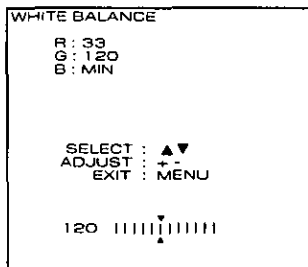 WHITE BALANCE
R : 33
G : 120
B : MIN
SELECT : ▲▼
ADJUST : + -
EXIT : MENU
120